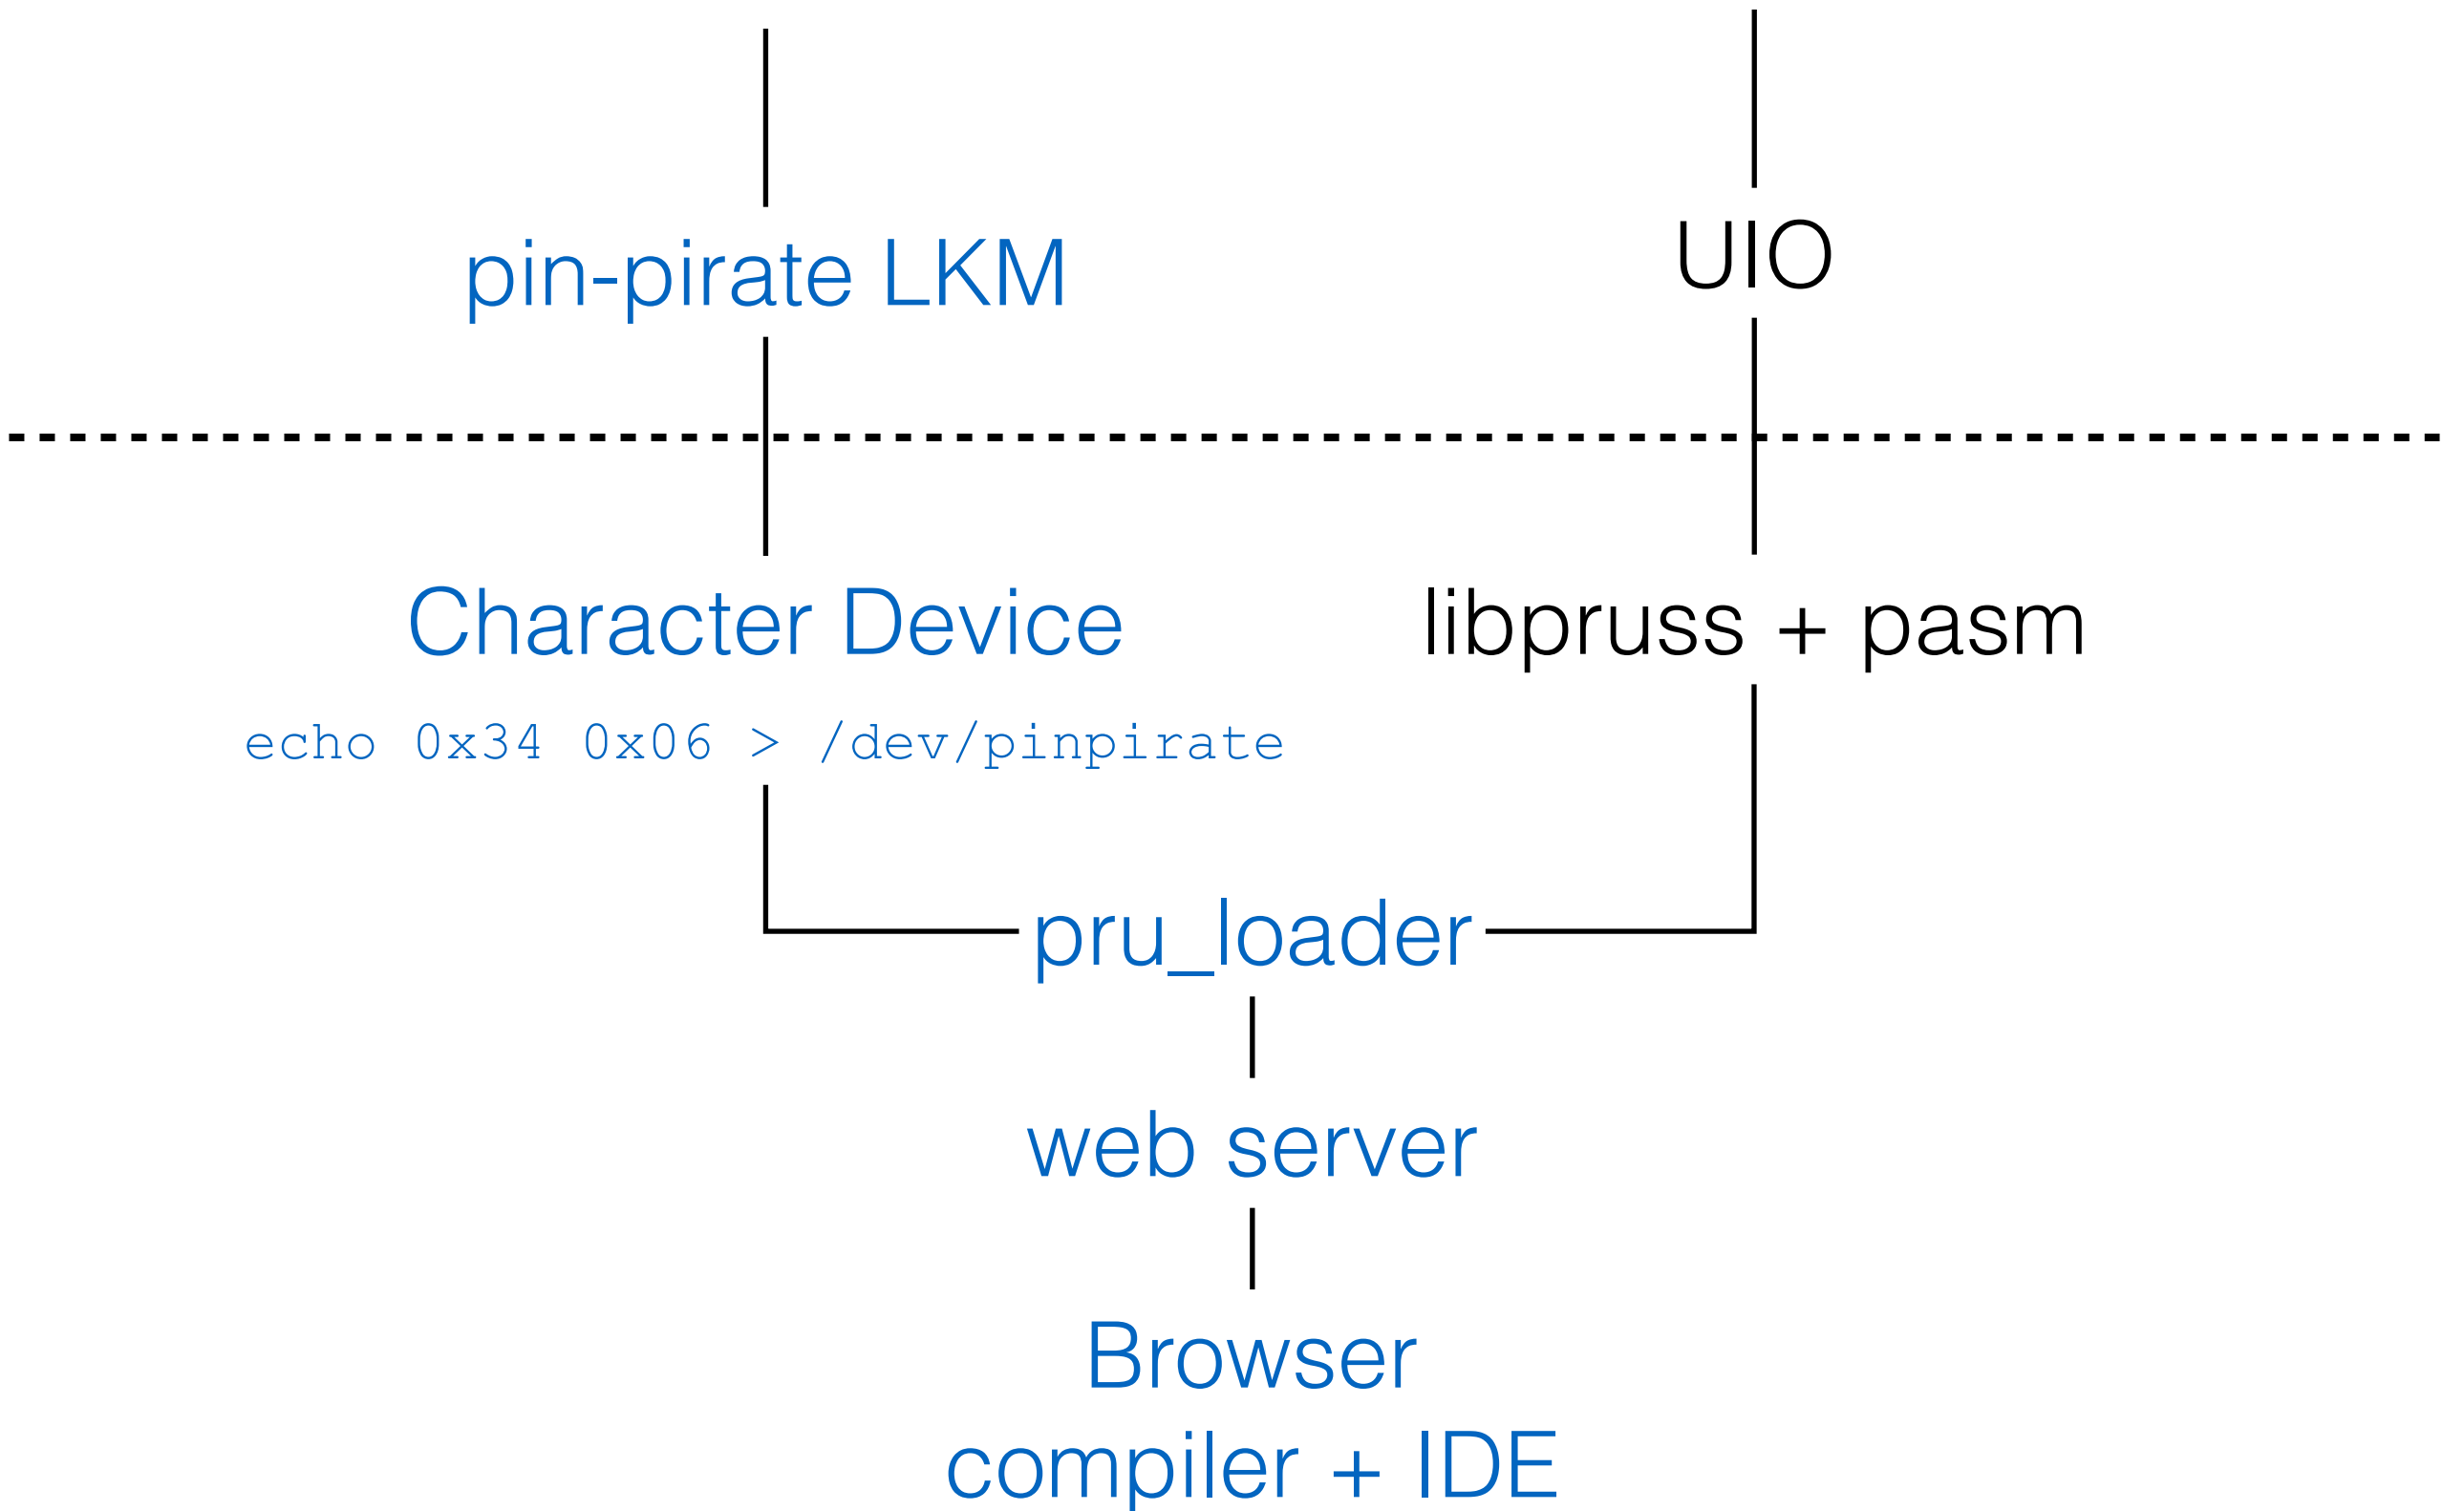 pin-pirate LKM
UIO
Character Device
libpruss + pasm
echo 0x34 0x06 > /dev/pinpirate
pru_loader
web server
Browser
compiler + IDE